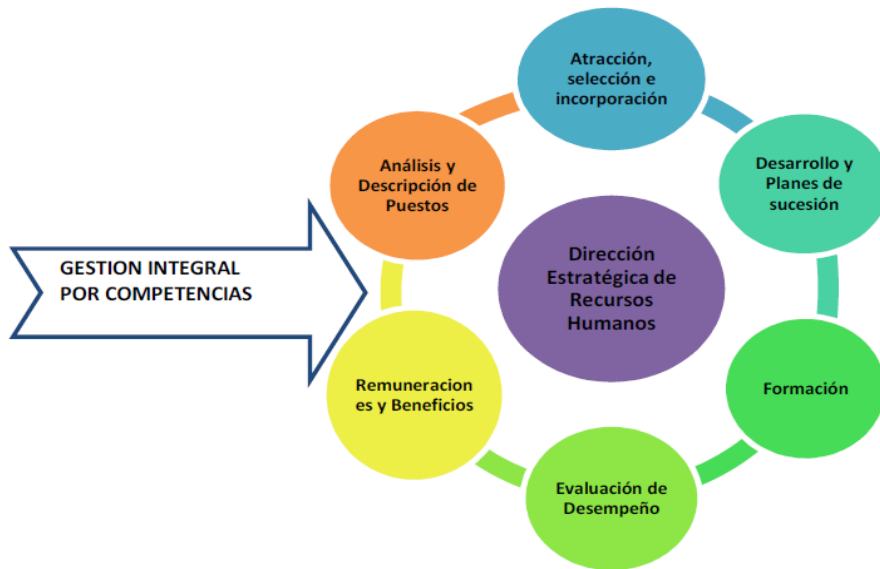 Atracción,
selección e
incorporación
Análisis y
Descripción de
Puestos
Desarrollo y
Planes de
sucesión
GESTION INTEGRAL
POR COMPETENCIAS
Dirección
Estratégica de
Recursos
Humanos
Remuneracion
es y Beneficios
Formación
Evaluación de
Desempeño